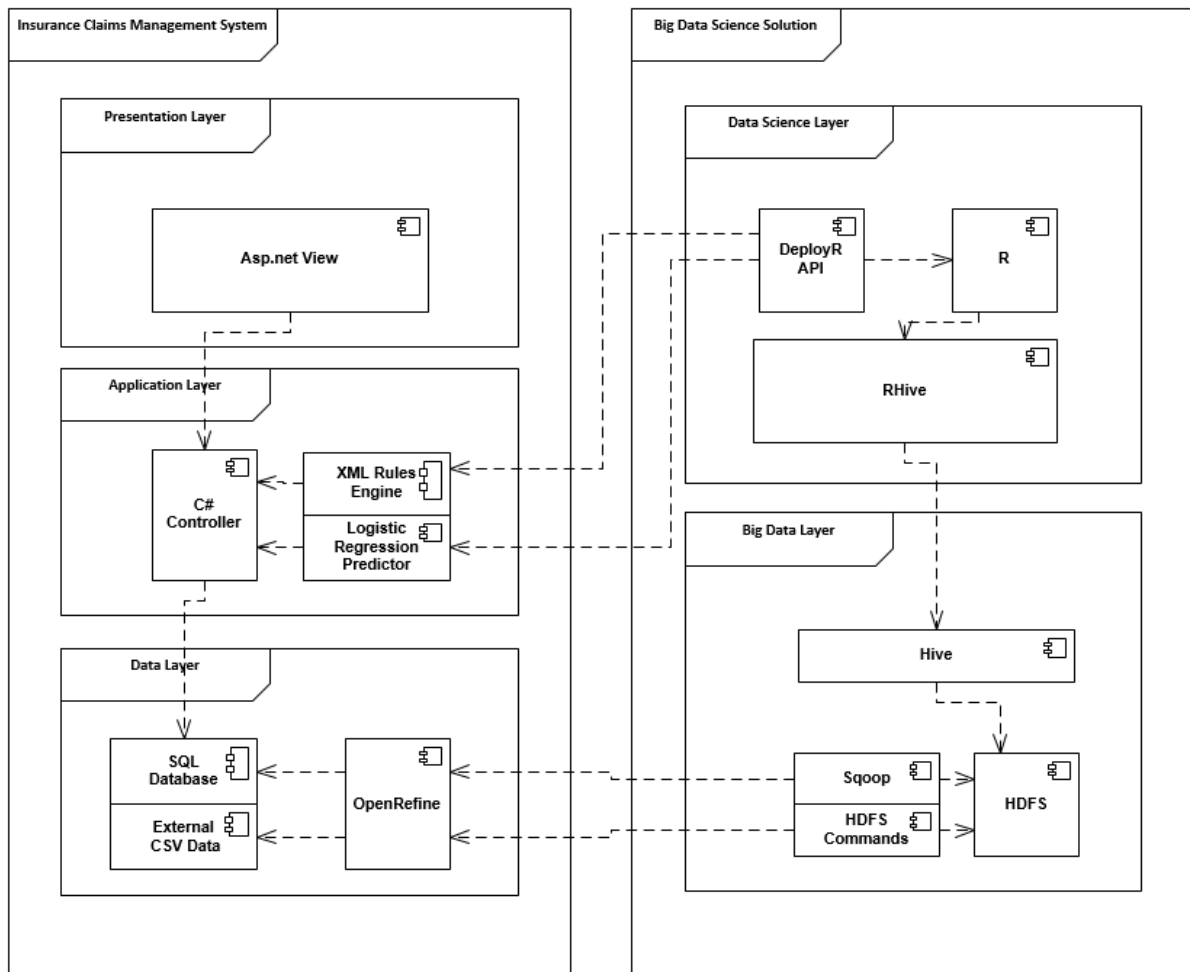 Insurance Claims Management System
Presentation Layer
Asp.net View
Application Layer
C#
Controller
XML Rules
Engine
Logistic
Regression
Predictor
Data Layer
SQL
Database
External
CSV Data
OpenRefine
Big Data Science Solution
Data Science Layer
DeployR
API
R
RHive
Big Data Layer
Hive
Sqoop
HDFS
Commands
HDFS